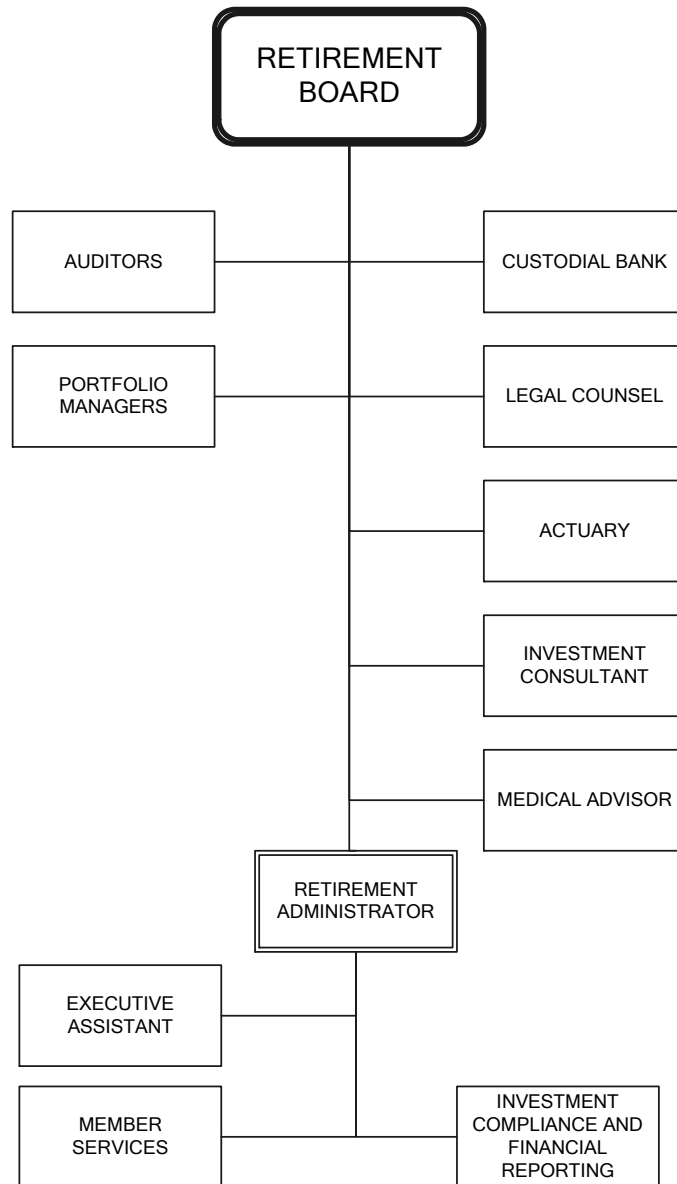 RETIREMENT
BOARD
AUDITORS
CUSTODIAL BANK
PORTFOLIO
MANAGERS
LEGAL COUNSEL
ACTUARY
INVESTMENT
CONSULTANT
MEDICAL ADVISOR
RETIREMENT
ADMINISTRATOR
EXECUTIVE
ASSISTANT
MEMBER
SERVICES
INVESTMENT
COMPLIANCE AND
FINANCIAL
REPORTING